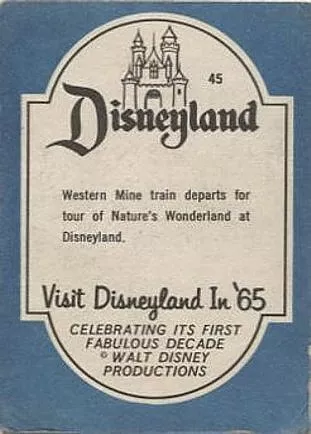 45
Disneyland
Western Mine train departs for
tour of Nature's Wonderland at
Disneyland.
Visit Disneyland In '65
CELEBRATING ITS FIRST
FABULOUS DECADE
© WALT DISNEY
PRODUCTIONS